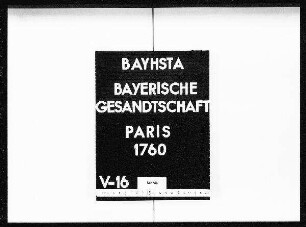 BAYHSTA
BAYERISCHE
GESANDTSCHAFT
PARIS
1760
V-16